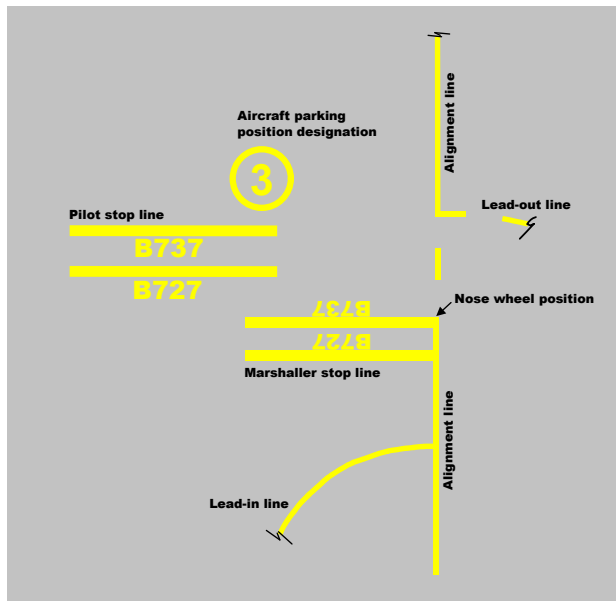 Aircraft parking
position designation
3
Alignment line
Lead-out line
Pilot stop line
B737
B727
Nose wheel position
B737
B727
Marshaller stop line
Alignment line
Lead-in line